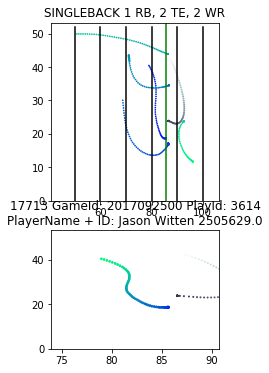 SINGLEBACK 1 RB, 2 TE, 2 WR
50
40
30
20
10
0
60 80 100
17713 GameId: 2017092500 PlayId: 3614
PlayerName + ID: Jason Witten 2505629.0
40
20
0
75 80 85 90